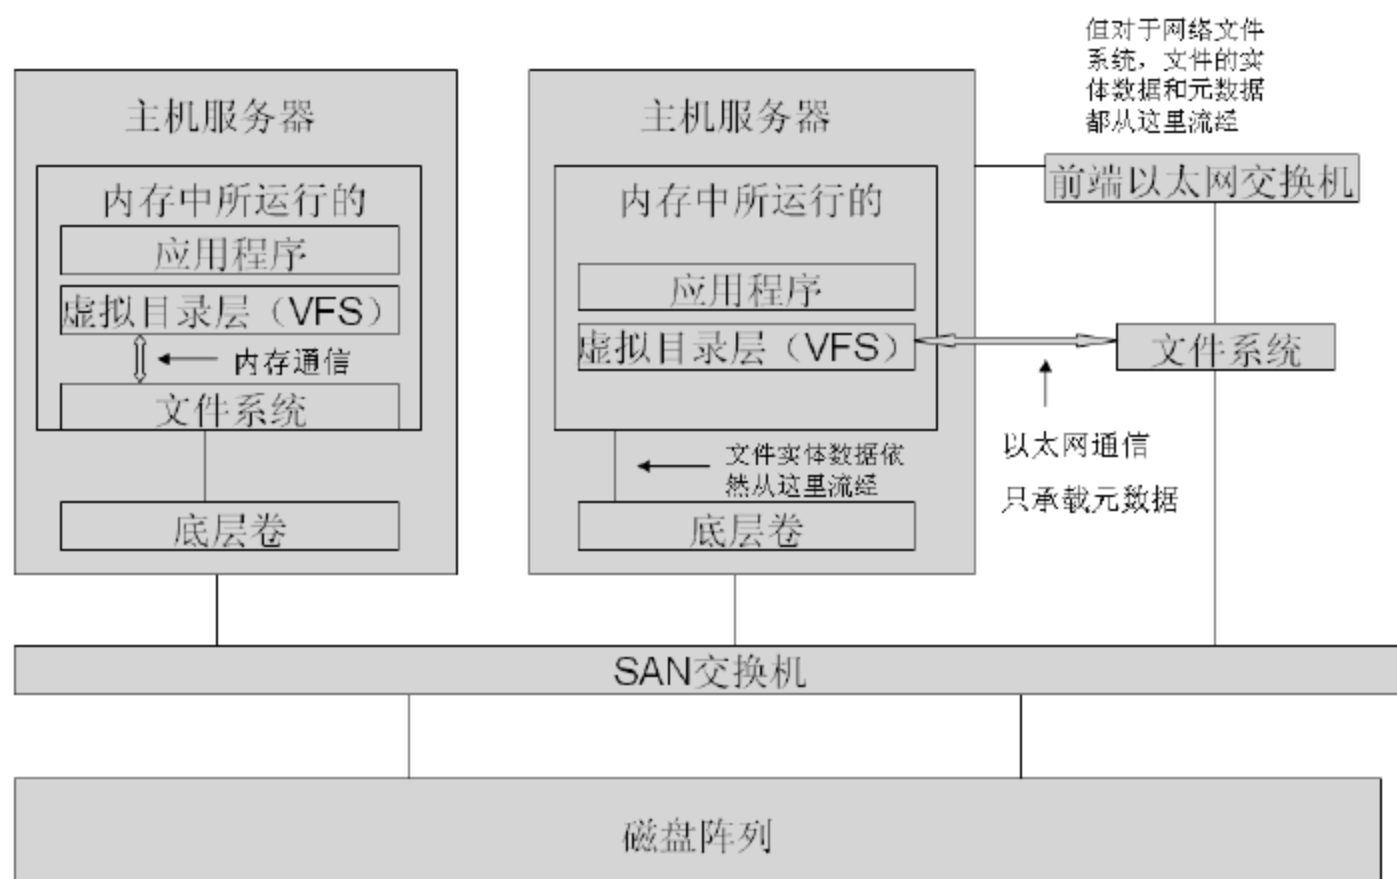 但对于网络文件
系统，文件的实
体数据和元数据
都从这里流经
主机服务器
内存中所运行的
应用程序
虚拟目录层（VFS）
内存通信
文件系统
底层卷
主机服务器
内存中所运行的
应用程序
虚拟目录层（VFS）
文件实体数据依
然从这里流经
底层卷
前端以太网交换机
文件系统
以太网通信
只承载元数据
SAN交换机
磁盘阵列